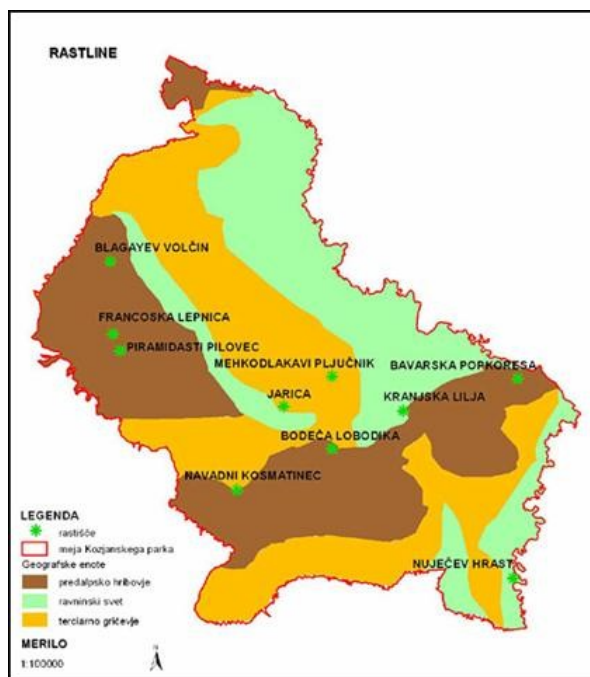 RASTLINE
BLAGAYEV VOLČIN
FRANCOSKA LEPNICA
PIRAMIDASTI PILOVEC
MEHKODLAKAVI PLJUČNIK
BAVARSKA POPKORESA
JARICA
KRANJSKA LILJA
BODEČA LOBODIKA
NAVADNI KOSMATINEC
NUJEČEV HRAST
LEGENDA
rastišče
meja Kozjanskega parka
Geografske enote
predalpsko hribovje
ravninski svet
terciarno gričevje
MERILO
1:100000
N